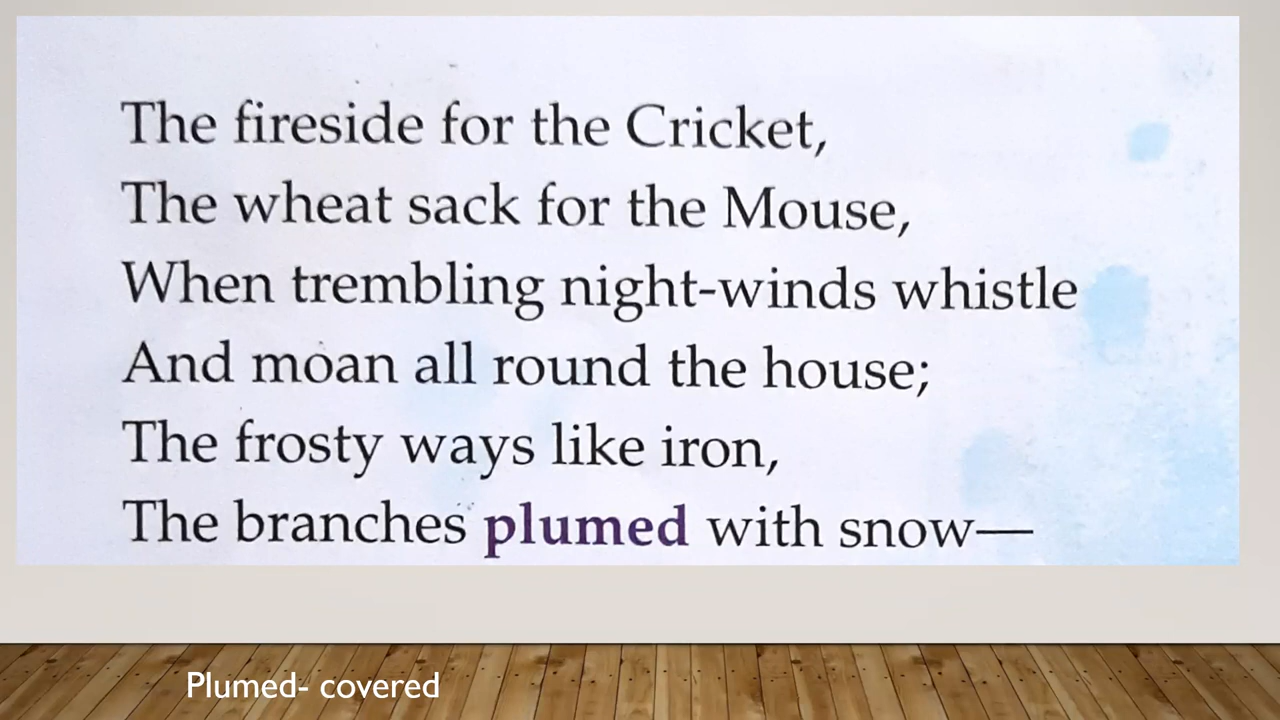 The fireside for the Cricket,
The wheat sack for the Mouse,
When trembling night-winds whistle
And moan all round the house;
The frosty ways like iron,
The branches plumed with snow—
Plumed- covered